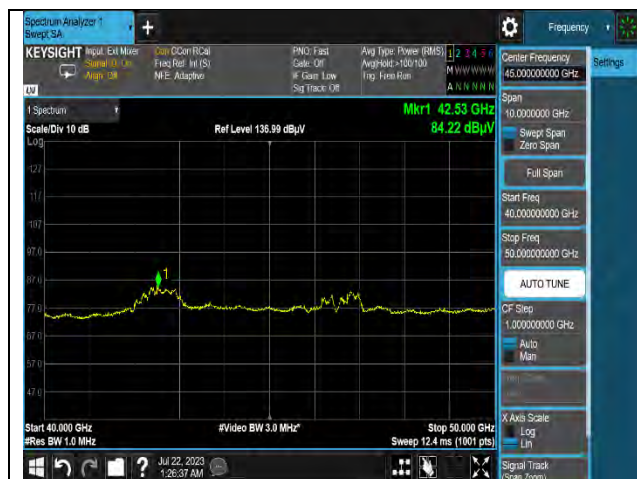 Spectrum Analyzer 1
Swept SA
+
Frequency
KEYSIGHT
Input: Ext Mixer
Align: Off
Corr CCorr RCal
Freq Ref: Int (S)
NFE: Adaptive
PNO: Fast
Gate: Off
IF Gain: Low
Sig Track: Off
Avg Type: Power (RMS)
Avg|Hold: >100/100
Trig: Free Run
1 2 3 4 5 6
M W W W W W
A N N N N N
1 Spectrum
Scale/Div 10 dB
Log
Ref Level 136.99 dBµV
Mkr1 42.53 GHz
84.22 dBµV
127
117
107
97.0
87.0
77.0
67.0
57.0
47.0
1
Start 40.000 GHz
#Res BW 1.0 MHz
#Video BW 3.0 MHz*
Stop 50.000 GHz
Sweep 12.4 ms (1001 pts)
?
Jul 22, 2023
1:26:37 AM
Center Frequency
45.000000000 GHz
Settings
Span
10.0000000 GHz
Swept Span
Zero Span
Full Span
Start Freq
40.000000000 GHz
Stop Freq
50.000000000 GHz
AUTO TUNE
CF Step
1.000000000 GHz
Auto
Man
X Axis Scale
Log
Lin
Signal Track
(Span Zoom)